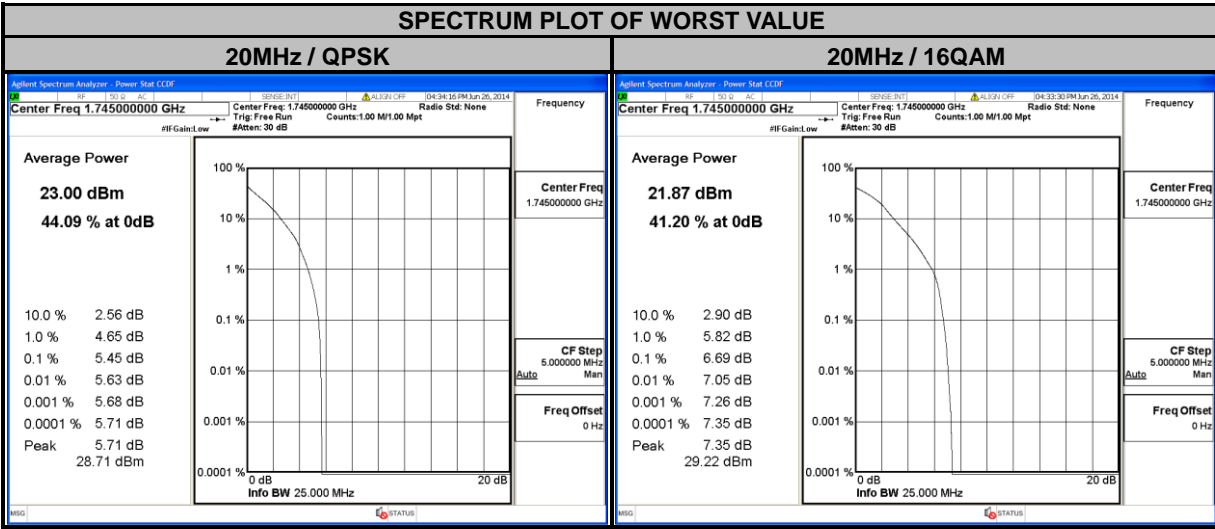 SPECTRUM PLOT OF WORST VALUE
20MHz / QPSK
20MHz / 16QAM
Agilent Spectrum Analyzer - Power Stat CCDF
RF 50 Ω AC SENSE:INT ALIGN OFF 04:34:16 PM Jun 26, 2014
Center Freq 1.745000000 GHz
Center Freq: 1.745000000 GHz
Radio Std: None
Trig: Free Run Counts:1.00 M/1.00 Mpt
#IFGain:Low #Atten: 30 dB
Frequency
Average Power
23.00 dBm
44.09 % at 0dB
10.0 % 2.56 dB
1.0 % 4.65 dB
0.1 % 5.45 dB
0.01 % 5.63 dB
0.001 % 5.68 dB
0.0001 % 5.71 dB
Peak 5.71 dB
28.71 dBm
100 %
10 %
1 %
0.1 %
0.01 %
0.001 %
0.0001 %
0 dB 20 dB
Info BW 25.000 MHz
Center Freq
1.745000000 GHz
CF Step
5.000000 MHz
Auto Man
Freq Offset
0 Hz
MSG STATUS
Agilent Spectrum Analyzer - Power Stat CCDF
RF 50 Ω AC SENSE:INT ALIGN OFF 04:33:30 PM Jun 26, 2014
Center Freq 1.745000000 GHz
Center Freq: 1.745000000 GHz
Radio Std: None
Trig: Free Run Counts:1.00 M/1.00 Mpt
#IFGain:Low #Atten: 30 dB
Frequency
Average Power
21.87 dBm
41.20 % at 0dB
10.0 % 2.90 dB
1.0 % 5.82 dB
0.1 % 6.69 dB
0.01 % 7.05 dB
0.001 % 7.26 dB
0.0001 % 7.35 dB
Peak 7.35 dB
29.22 dBm
100 %
10 %
1 %
0.1 %
0.01 %
0.001 %
0.0001 %
0 dB 20 dB
Info BW 25.000 MHz
Center Freq
1.745000000 GHz
CF Step
5.000000 MHz
Auto Man
Freq Offset
0 Hz
MSG STATUS